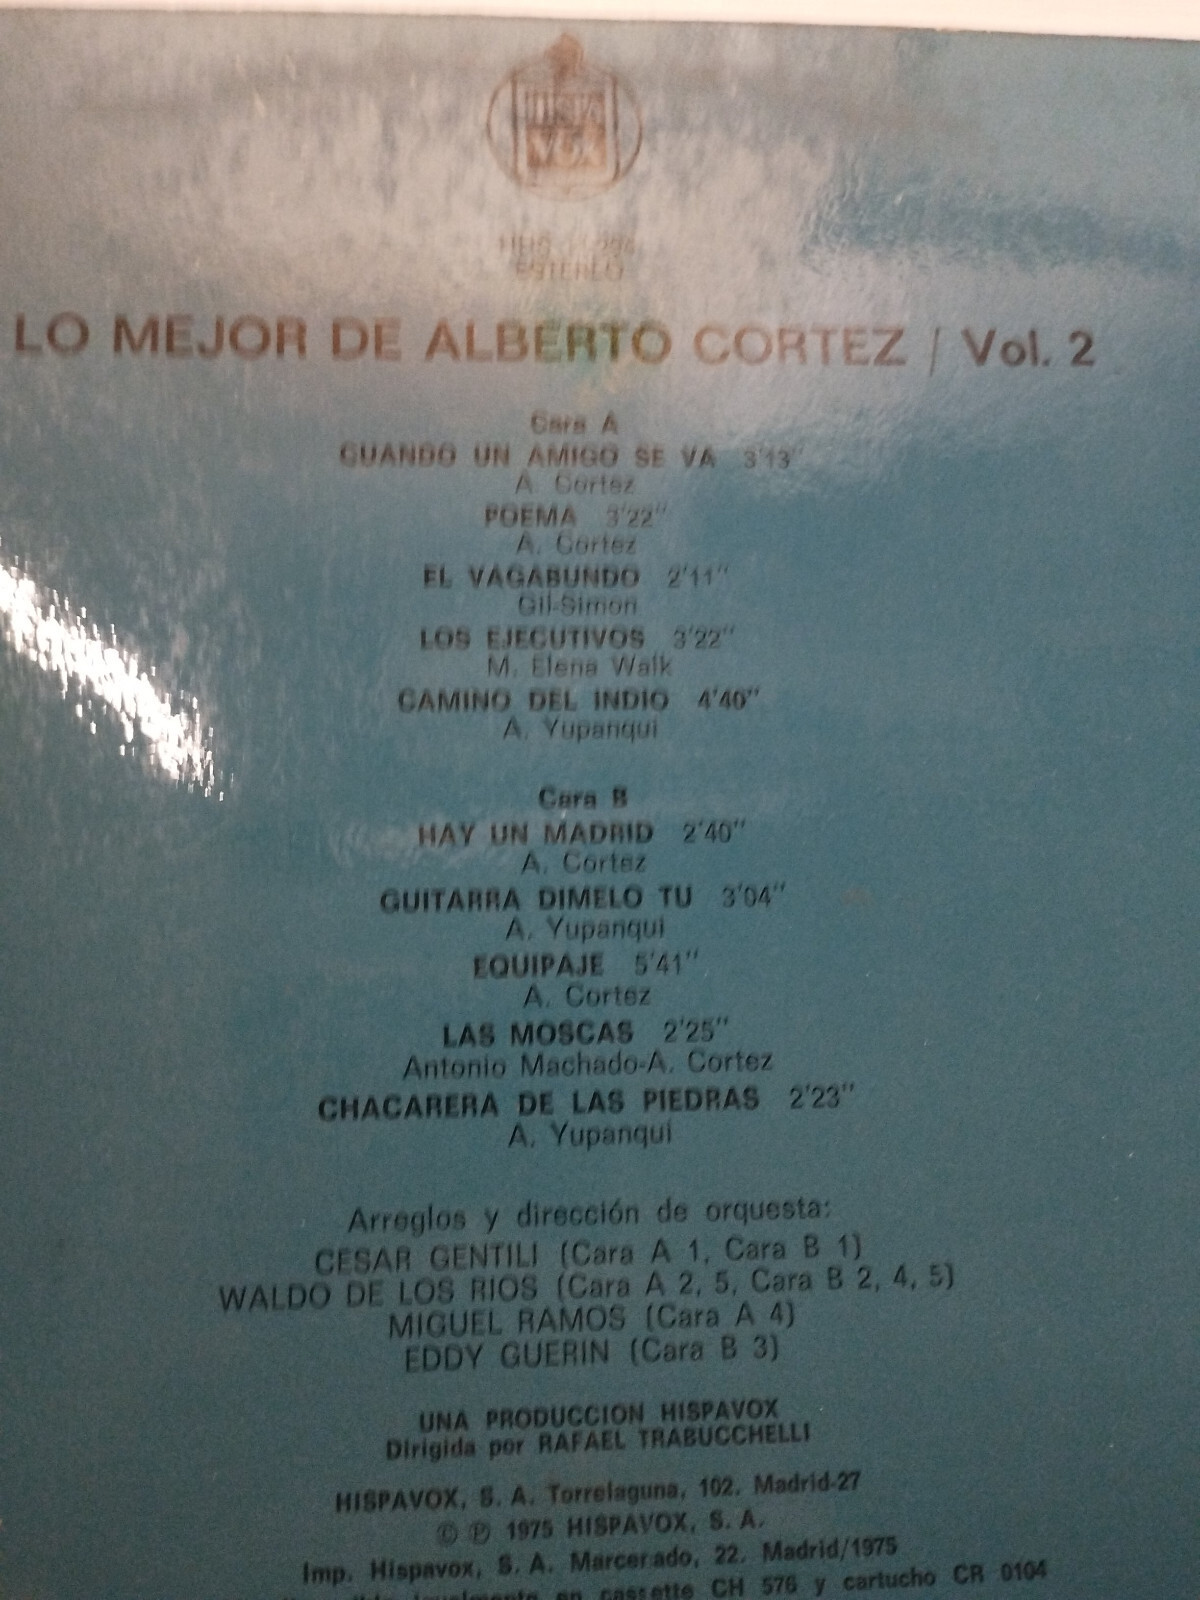 HISPA
VOX
ESTEREO
LO MEJOR DE ALBERTO CORTEZ / Vol. 2
Cara A
CUANDO UN AMIGO SE VA 3'13"
A. Cortez
POEMA 3'22"
A. Cortez
EL VAGABUNDO 2'11"
Gil-Simon
LOS EJECUTIVOS 3'22"
M. Elena Walk
CAMINO DEL INDIO 4'40"
A. Yupanqui
Cara B
HAY UN MADRID 2'40"
A. Cortez
GUITARRA DIMELO TU 3'04"
A. Yupanqui
EQUIPAJE 5'41"
A. Cortez
LAS MOSCAS 2'25"
Antonio Machado-A. Cortez
CHACARERA DE LAS PIEDRAS 2'23"
A. Yupanqui
Arreglos y dirección de orquesta:
CESAR GENTILI (Cara A 1, Cara B 1)
WALDO DE LOS RIOS (Cara A 2, 5, Cara B 2, 4, 5)
MIGUEL RAMOS (Cara A 4)
EDDY GUERIN (Cara B 3)
UNA PRODUCCION HISPAVOX
Dirigida por RAFAEL TRABUCCHELLI
HISPAVOX, S. A. Torrelaguna, 102. Madrid-27
© ℗ 1975 HISPAVOX, S. A.
Imp. Hispavox, S. A. Marcerado, 22. Madrid/1975
igualmente en cassette CH 576 y cartucho CR 0104